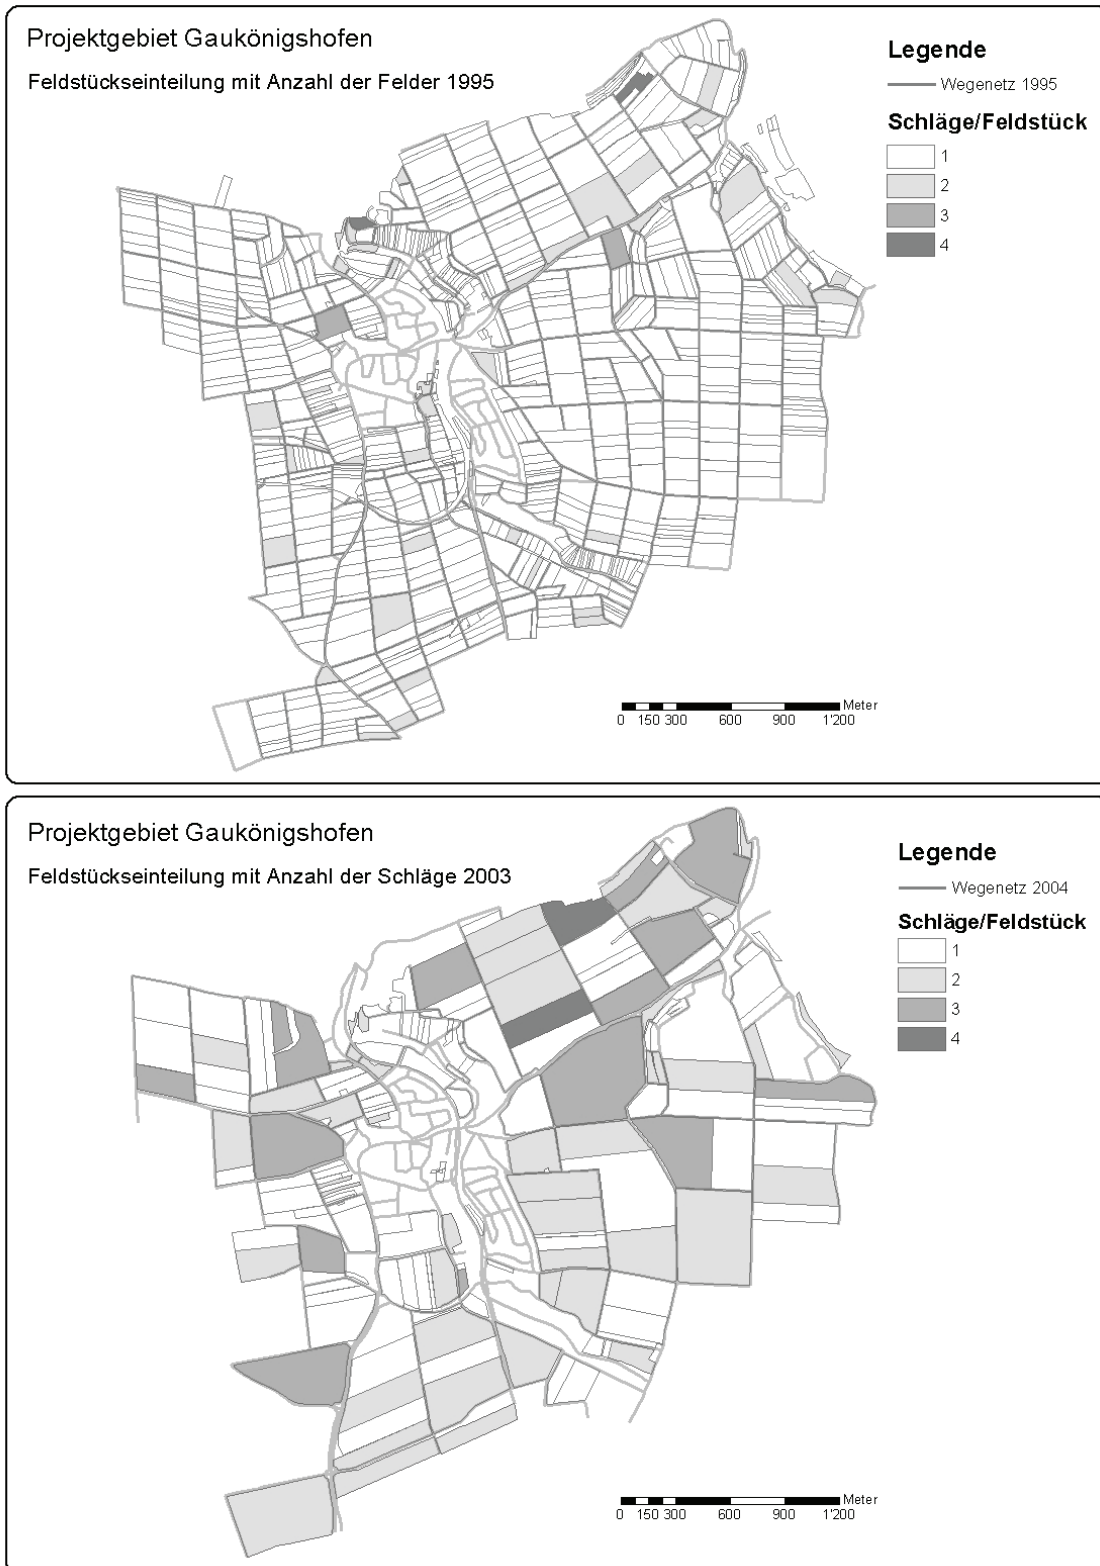 Projektgebiet Gaukönigshofen
Feldstückseinteilung mit Anzahl der Felder 1995
Legende
Wegenetz 1995
Schläge/Feldstück
1
2
3
4
Meter
0 150 300 600 900 1'200
Projektgebiet Gaukönigshofen
Feldstückseinteilung mit Anzahl der Schläge 2003
Legende
Wegenetz 2004
Schläge/Feldstück
1
2
3
4
Meter
0 150 300 600 900 1'200